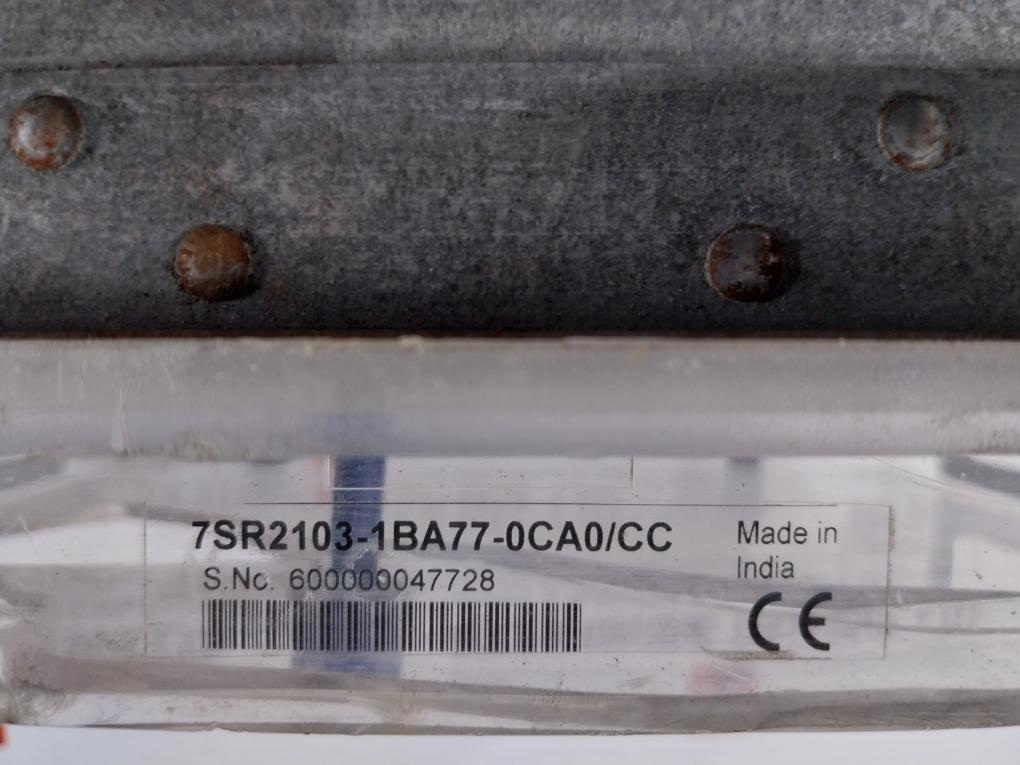 7SR2103-1BA77-0CA0/CC
S.No. 600000047728
Made in
India
CE